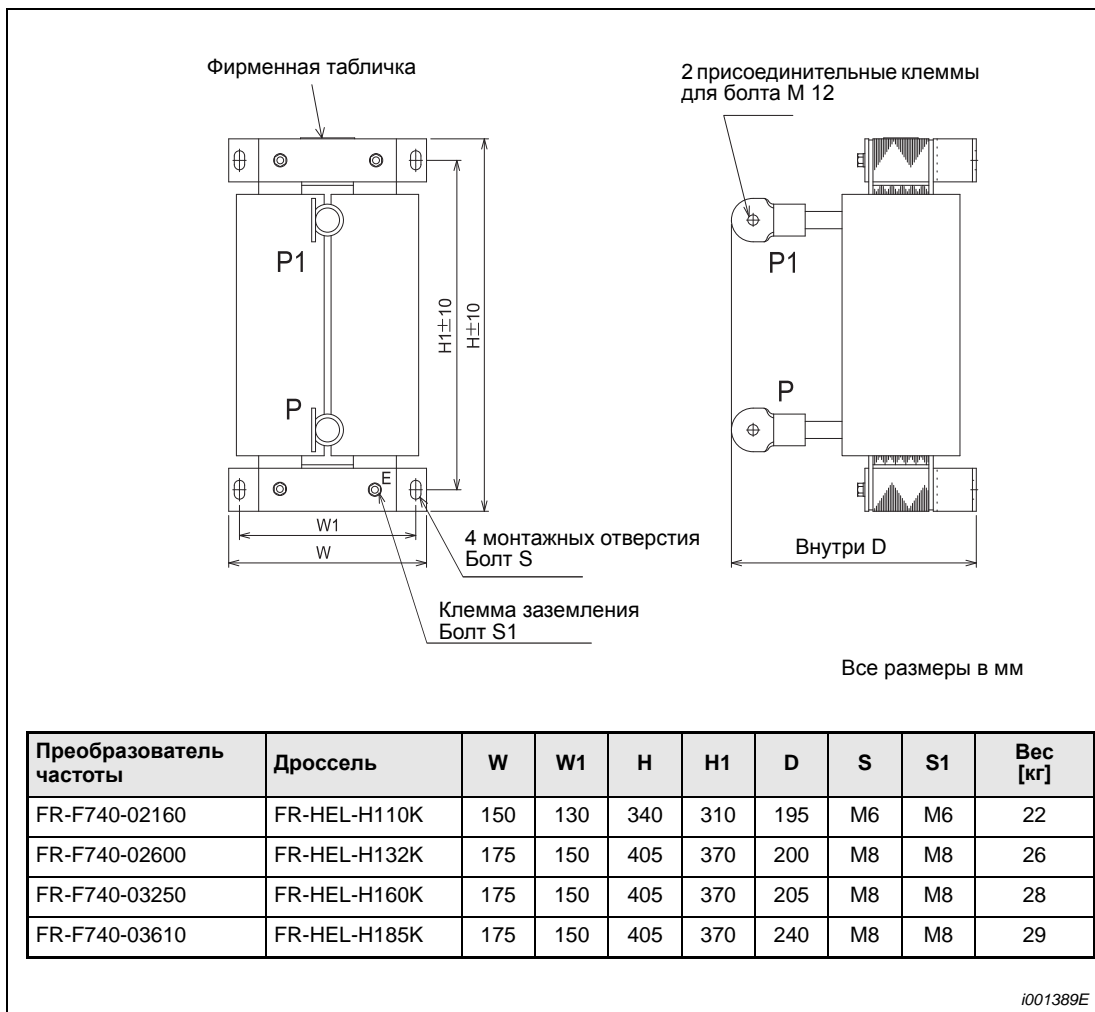 Фирменная табличка
2 присоединительные клеммы
для болта M 12
P1
P
E
H1±10
H±10
W1
W
4 монтажных отверстия
Болт S
Клемма заземления
Болт S1
P1
P
Внутри D
Все размеры в мм
Преобразователь частоты Дроссель W W1 H H1 D S S1 Вес [кг]
FR-F740-02160 FR-HEL-H110K 150 130 340 310 195 M6 M6 22
FR-F740-02600 FR-HEL-H132K 175 150 405 370 200 M8 M8 26
FR-F740-03250 FR-HEL-H160K 175 150 405 370 205 M8 M8 28
FR-F740-03610 FR-HEL-H185K 175 150 405 370 240 M8 M8 29
i001389E